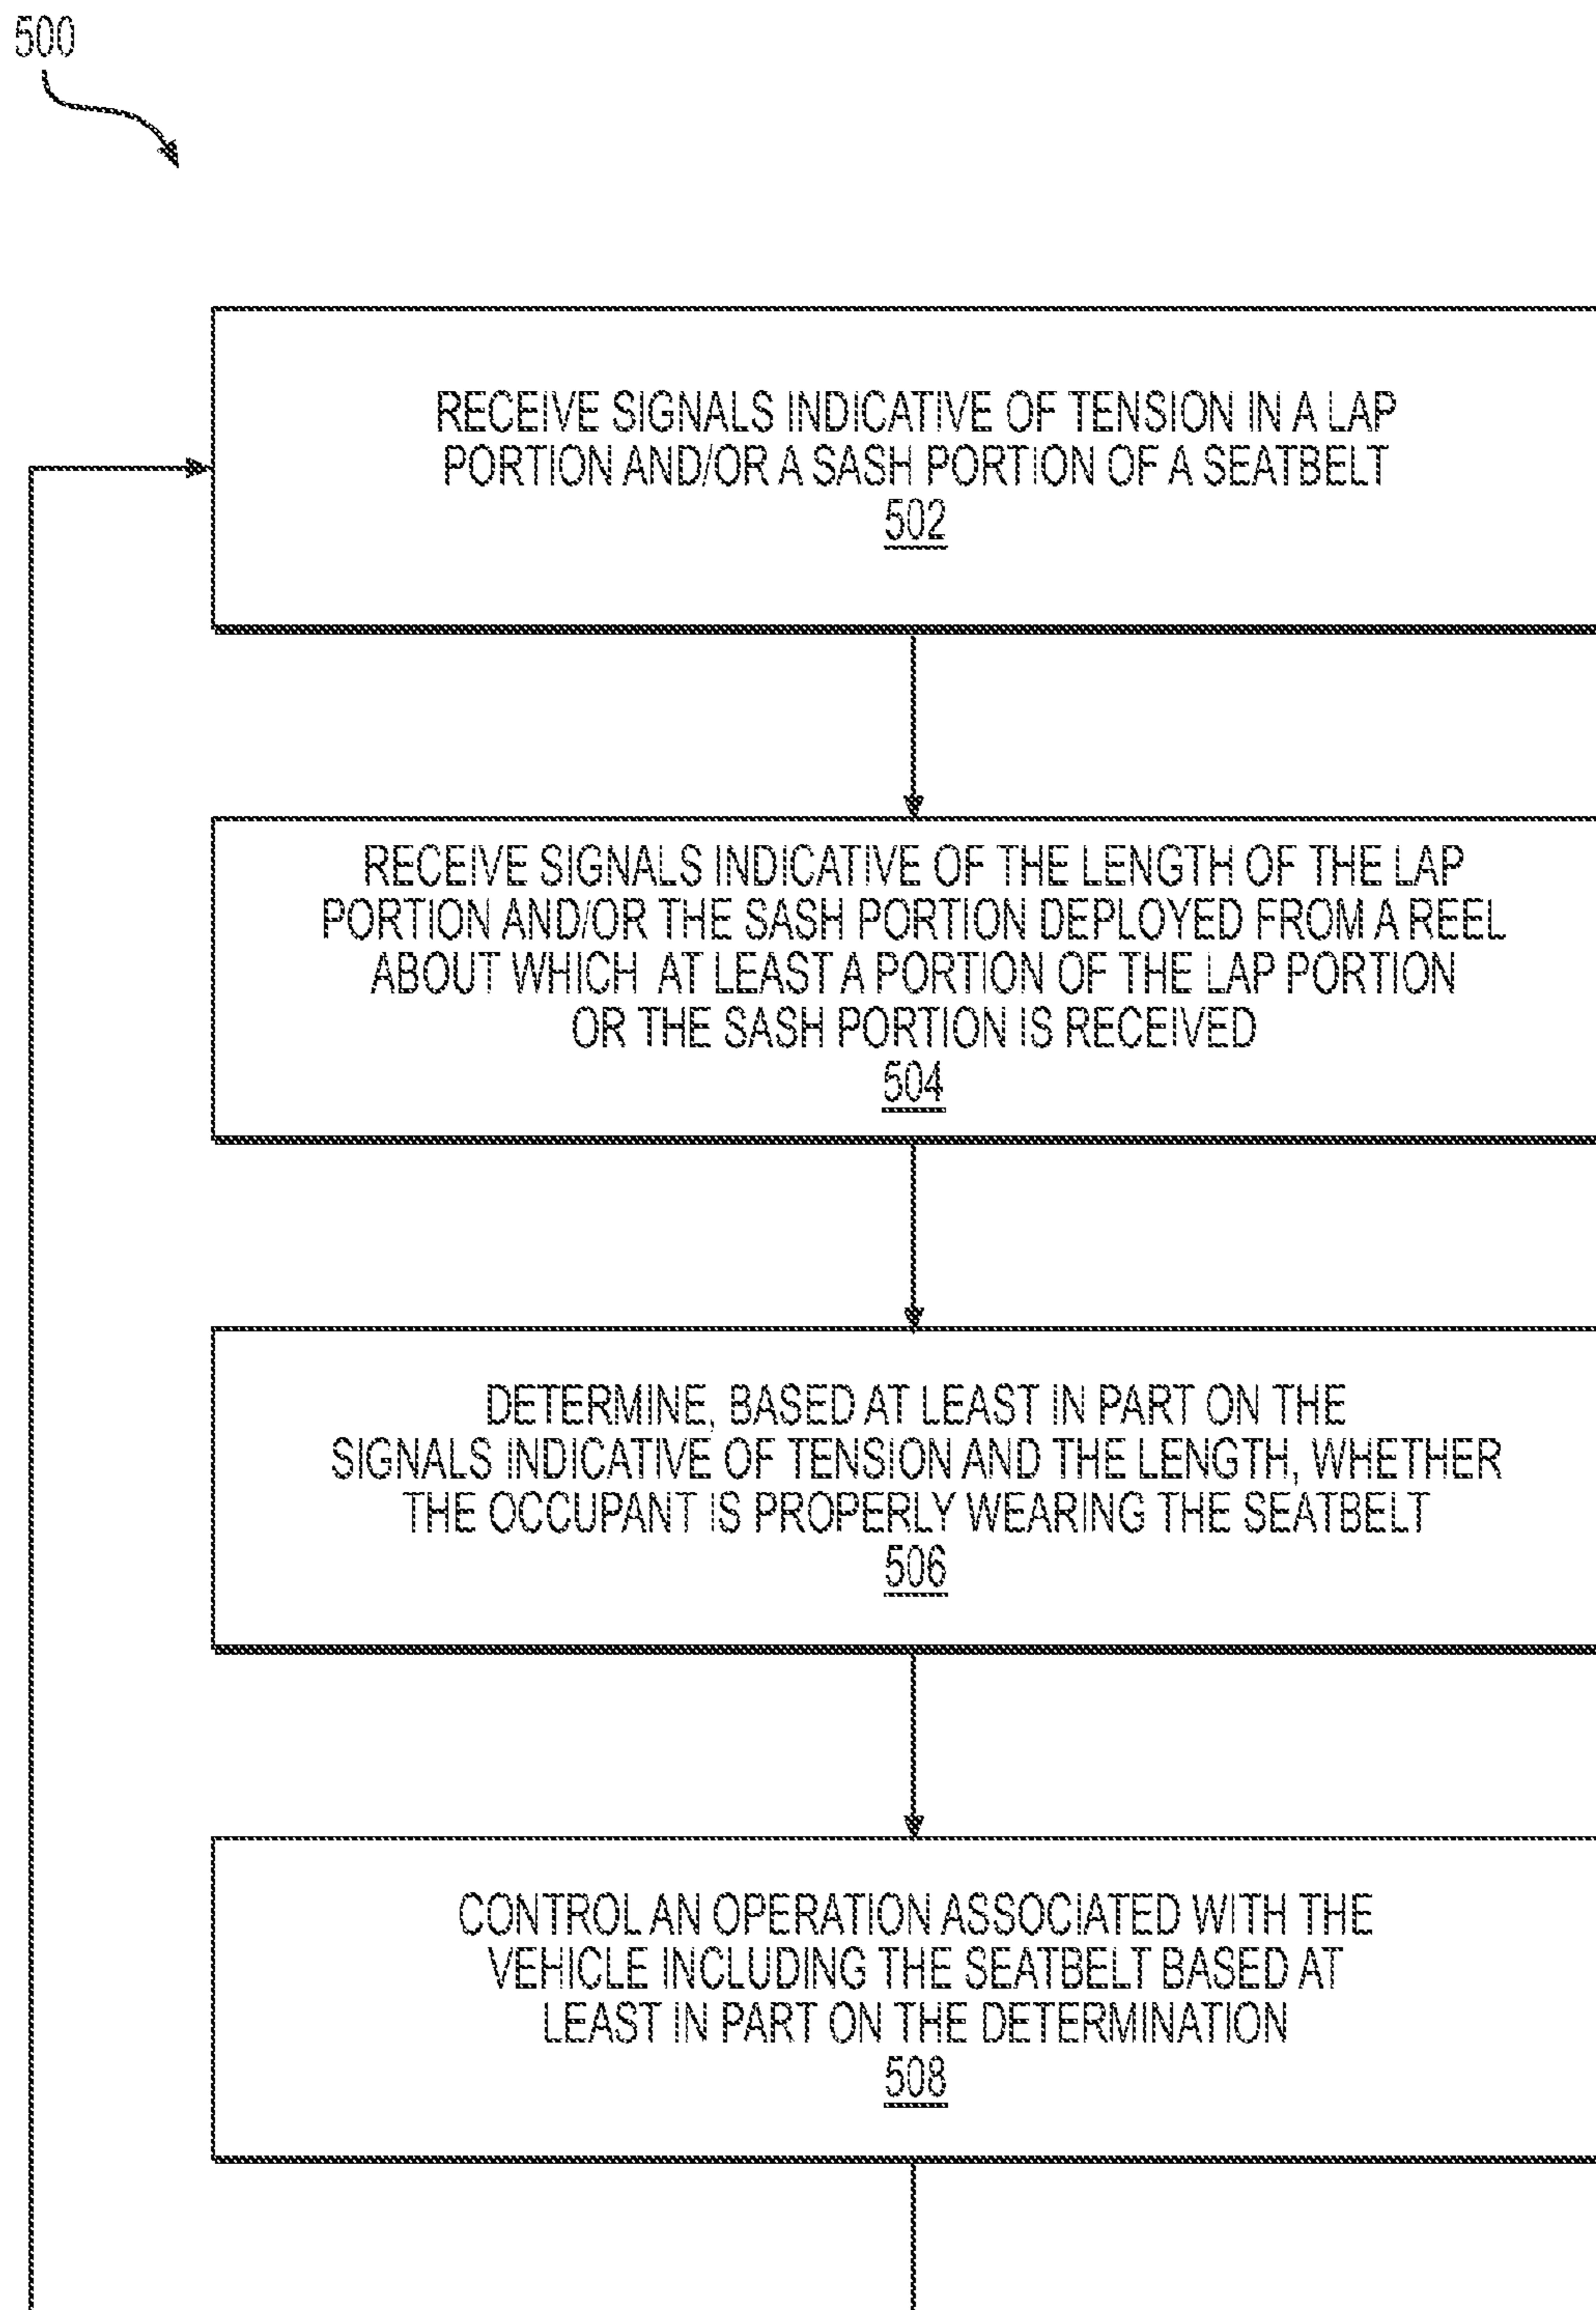 500
RECEIVE SIGNALS INDICATIVE OF TENSION IN A LAP
PORTION AND/OR A SASH PORTION OF A SEATBELT
502
RECEIVE SIGNALS INDICATIVE OF THE LENGTH OF THE LAP
PORTION AND/OR THE SASH PORTION DEPLOYED FROM A REEL
ABOUT WHICH AT LEAST A PORTION OF THE LAP PORTION
OR THE SASH PORTION IS RECEIVED
504
DETERMINE, BASED AT LEAST IN PART ON THE
SIGNALS INDICATIVE OF TENSION AND THE LENGTH, WHETHER
THE OCCUPANT IS PROPERLY WEARING THE SEATBELT
506
CONTROL AN OPERATION ASSOCIATED WITH THE
VEHICLE INCLUDING THE SEATBELT BASED AT
LEAST IN PART ON THE DETERMINATION
508